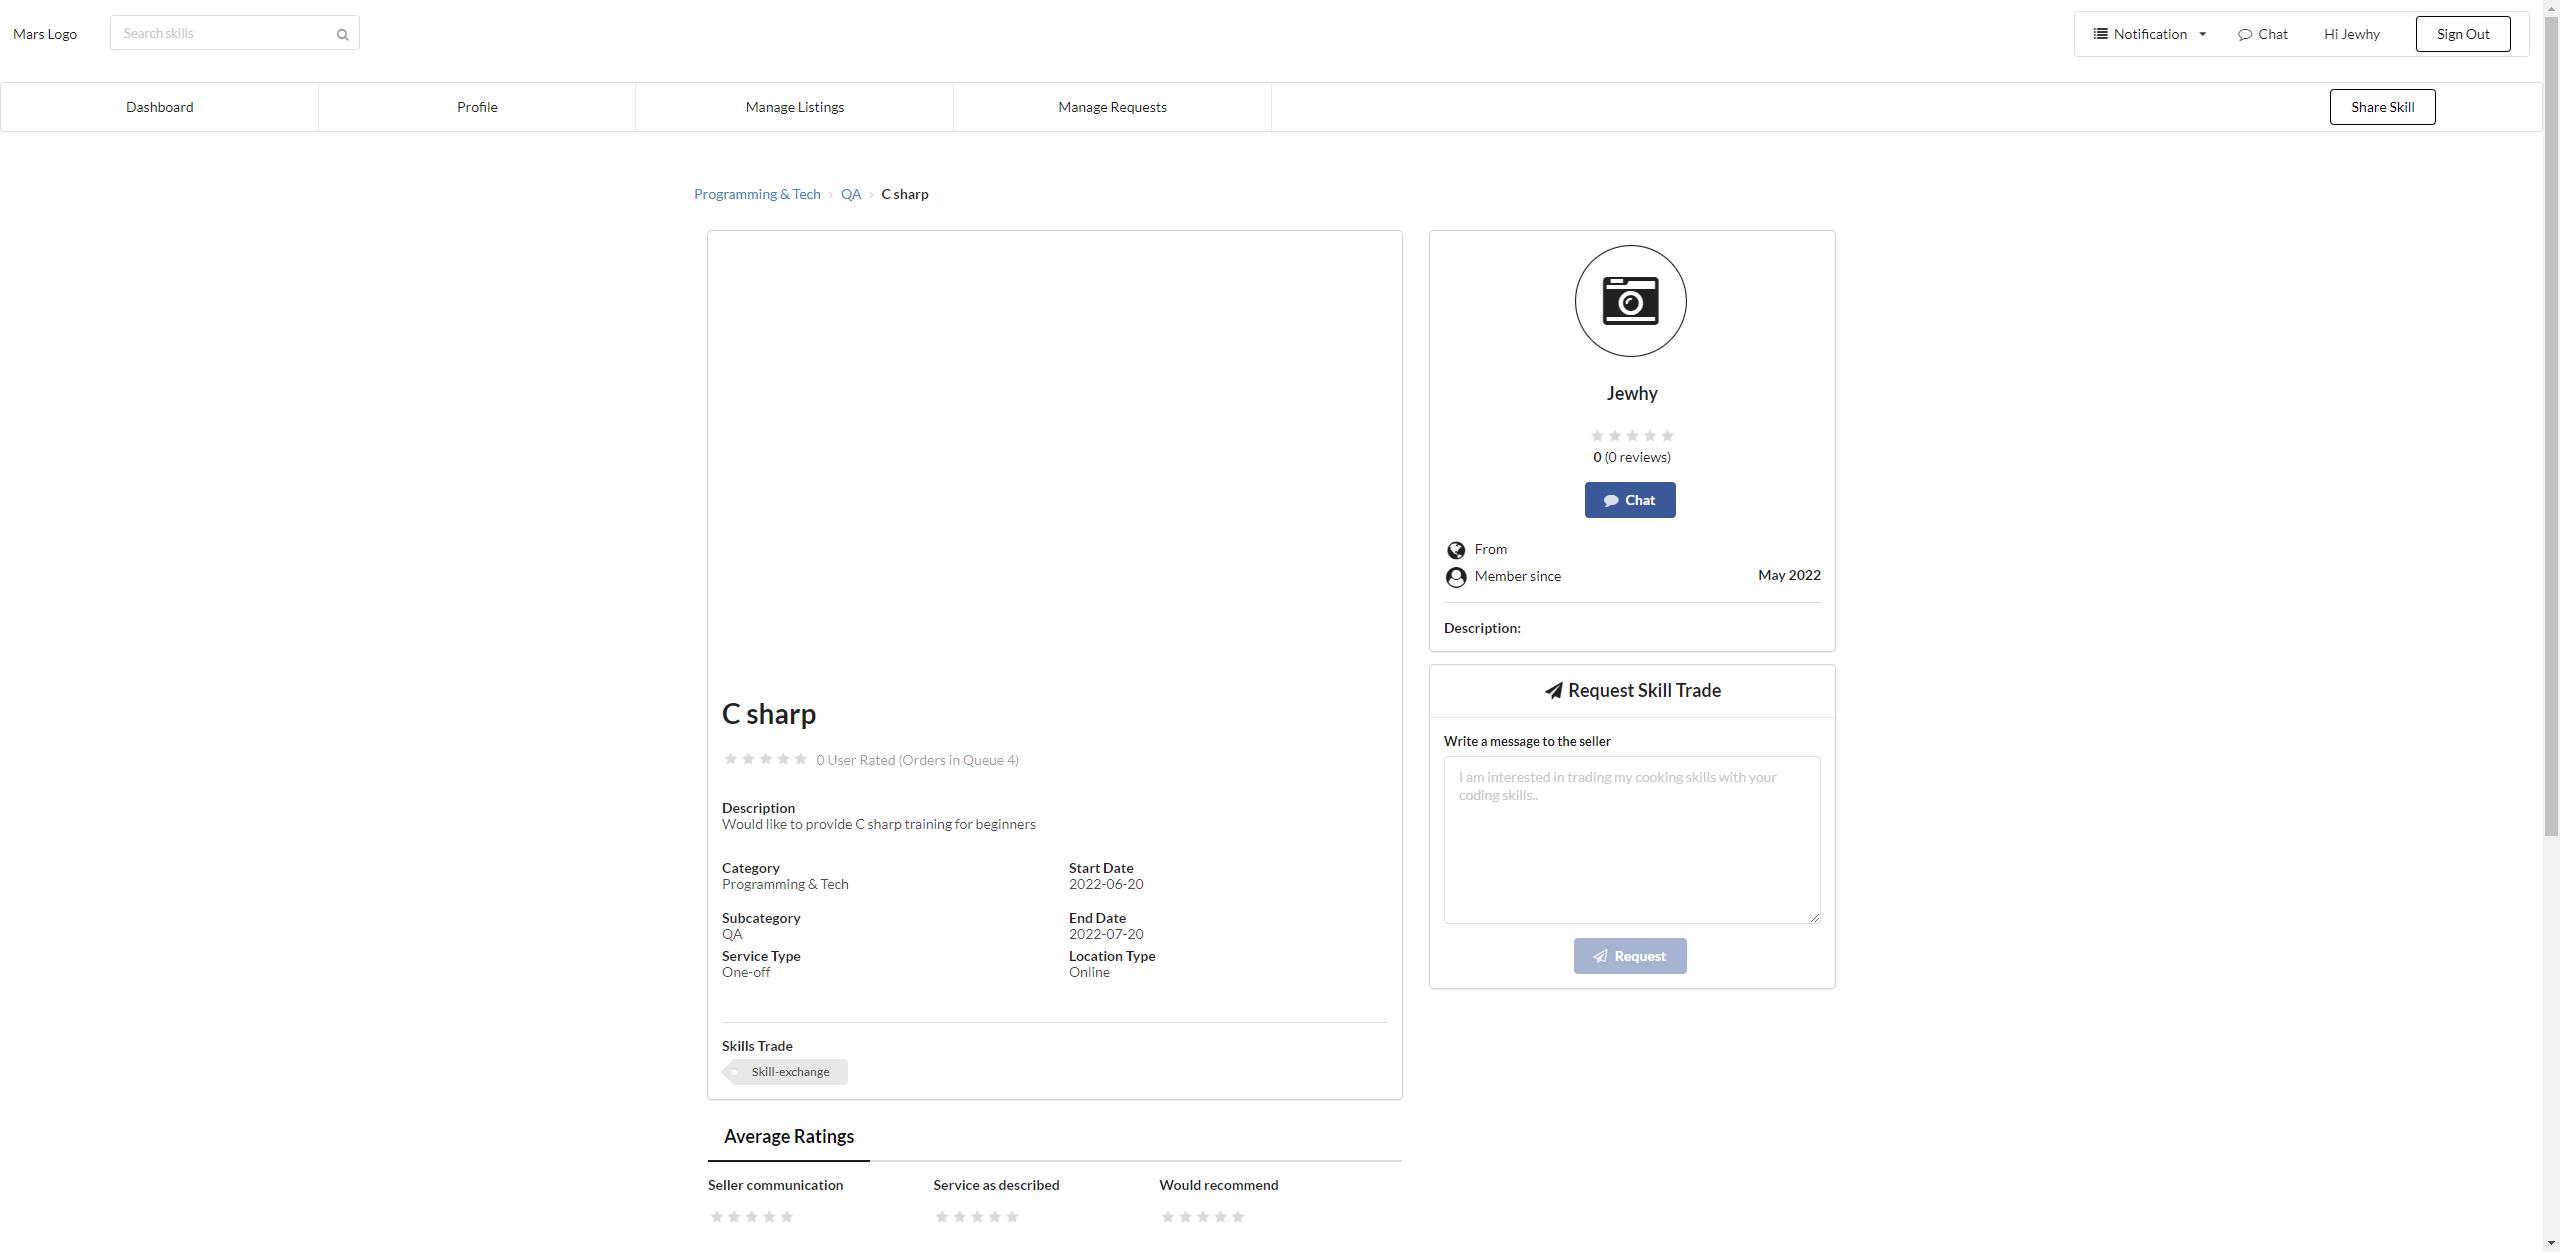 Mars Logo
Search skills
Notification
Chat
Hi Jewhy
Sign Out
Dashboard
Profile
Manage Listings
Manage Requests
Share Skill
Programming & Tech
QA
C sharp
C sharp
0 User Rated (Orders in Queue 4)
Description
Would like to provide C sharp training for beginners
Category
Programming & Tech
Start Date
2022-06-20
Subcategory
QA
End Date
2022-07-20
Service Type
One-off
Location Type
Online
Skills Trade
Skill-exchange
Jewhy
0 (0 reviews)
Chat
From
Member since
May 2022
Description:
Request Skill Trade
Write a message to the seller
I am interested in trading my cooking skills with your
coding skills..
Request
Average Ratings
Seller communication
Service as described
Would recommend